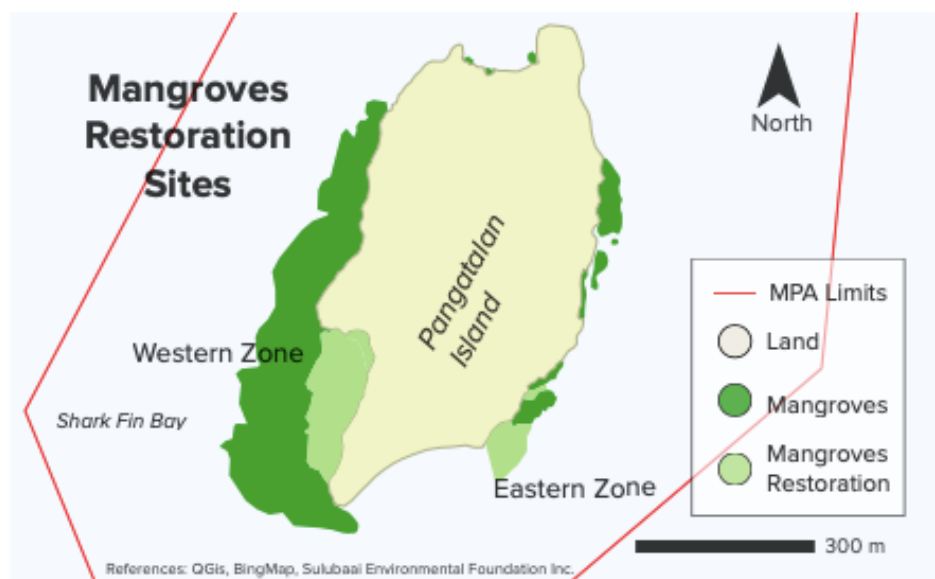 Mangroves
Restoration
Sites
North
Pangatalan
Island
Western Zone
Shark Fin Bay
Eastern Zone
MPA Limits
Land
Mangroves
Mangroves
Restoration
300 m
References: QGis, BingMap, Sulubaai Environmental Foundation Inc.